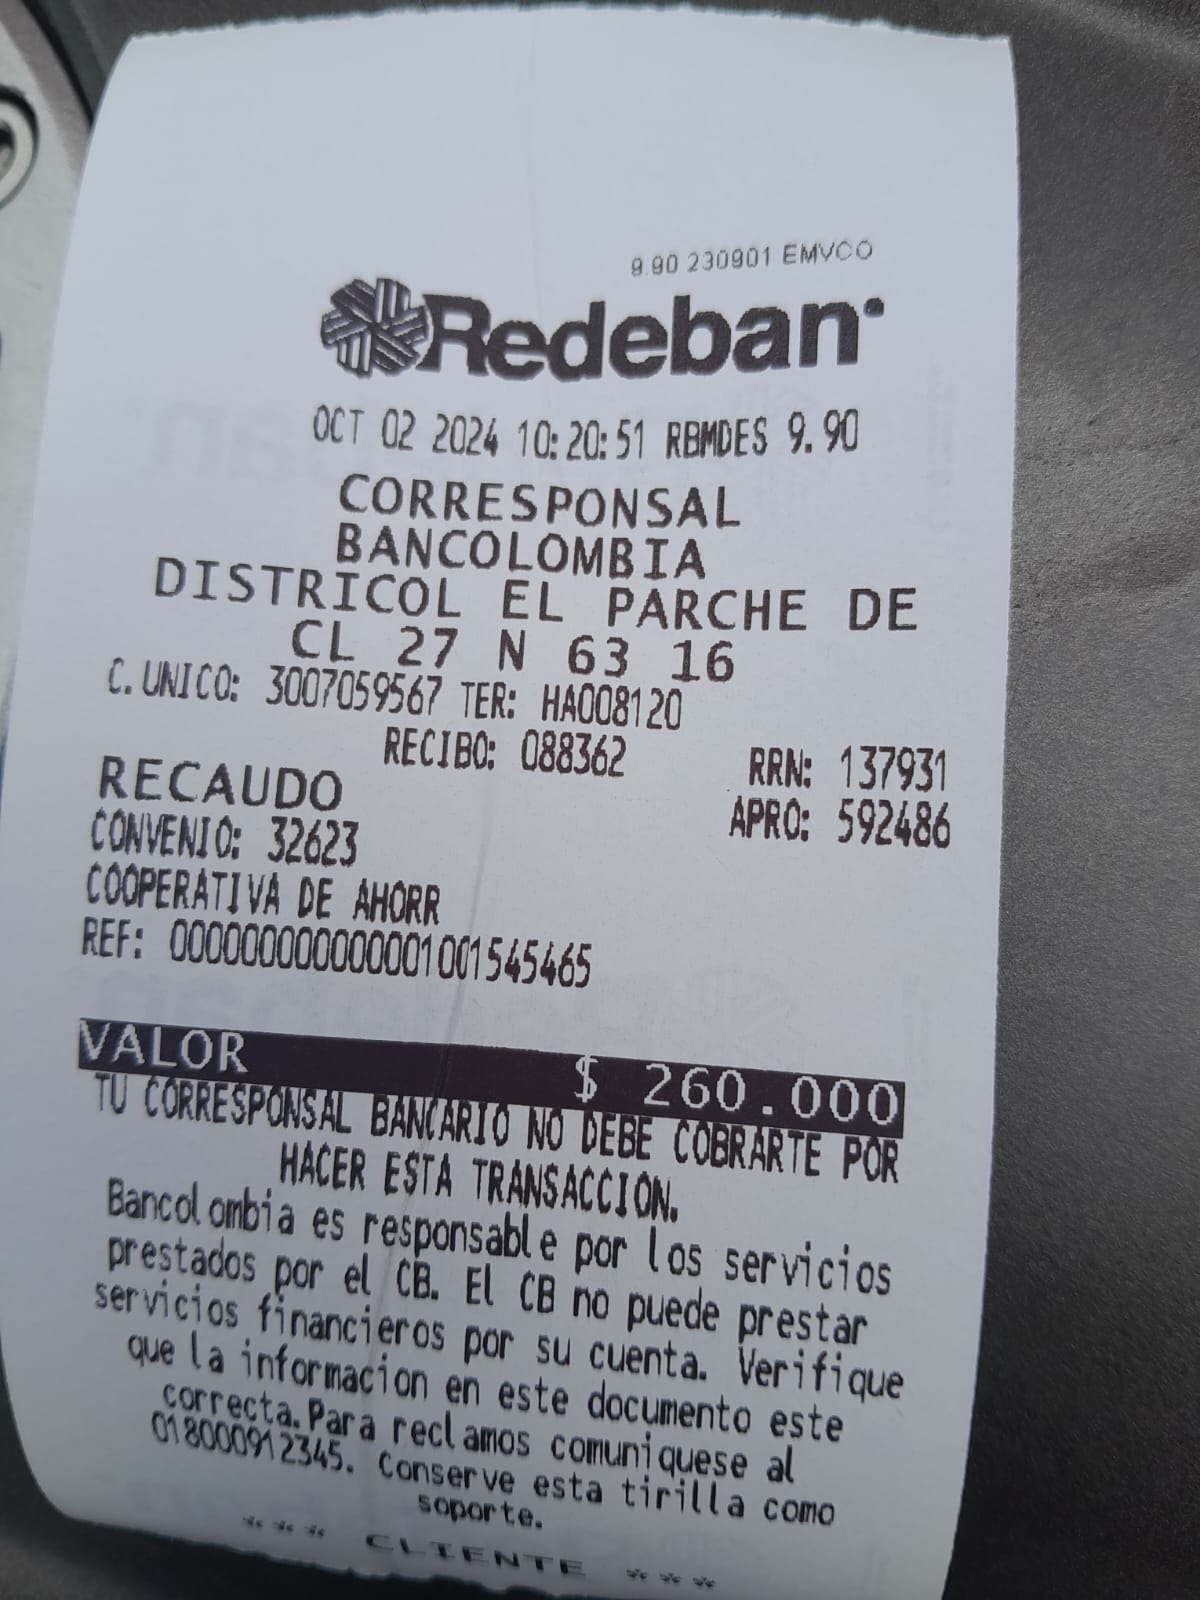 9.90 230901 EMVCO
Redeban
OCT 02 2024 10:20:51 RBMDES 9.90
CORRESPONSAL
BANCOLOMBIA
DISTRICOL EL PARCHE DE
CL 27 N 63 16
C. UNICO: 3007059567 TER: HA008120
RECIBO: 088362 RRN: 137931
RECAUDO APRO: 592486
CONVENIO: 32623
COOPERATIVA DE AHORR
REF: 00000000000001001545465
VALOR $ 260.000
TU CORRESPONSAL BANCARIO NO DEBE COBRARTE POR
HACER ESTA TRANSACCION.
Bancolombia es responsable por los servicios
prestados por el CB. El CB no puede prestar
servicios financieros por su cuenta. Verifique
que la informacion en este documento este
correcta. Para reclamos comuniquese al
018000912345. Conserve esta tirilla como
soporte.
*** CLIENTE ***